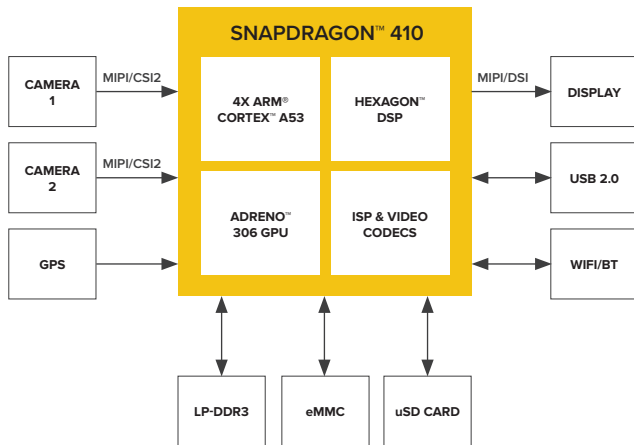 SNAPDRAGON™ 410
CAMERA
1
MIPI/CSI2
4X ARM®
CORTEX™ A53
HEXAGON™
DSP
MIPI/DSI
DISPLAY
CAMERA
2
MIPI/CSI2
USB 2.0
GPS
ADRENO™
306 GPU
ISP & VIDEO
CODECS
WIFI/BT
LP-DDR3
eMMC
uSD CARD